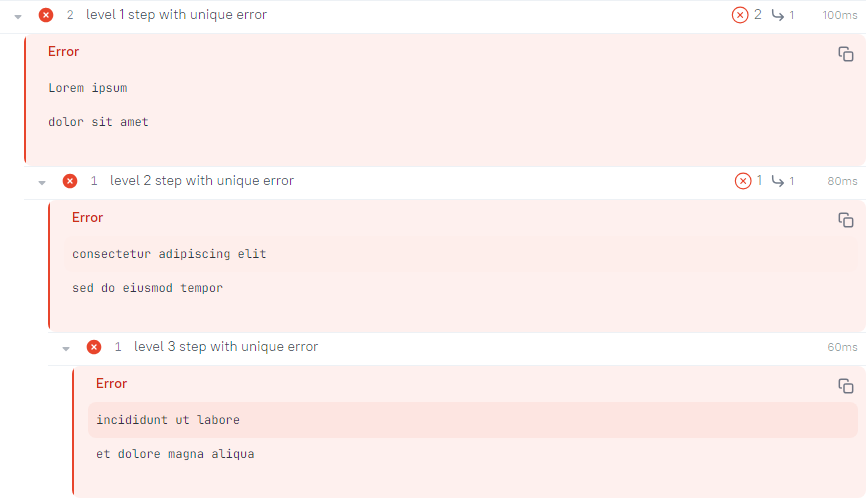 2 level 1 step with unique error 2 1 100ms
Error
Lorem ipsum
dolor sit amet
1 level 2 step with unique error 1 1 80ms
Error
consectetur adipiscing elit
sed do eiusmod tempor
1 level 3 step with unique error 60ms
Error
incididunt ut labore
et dolore magna aliqua